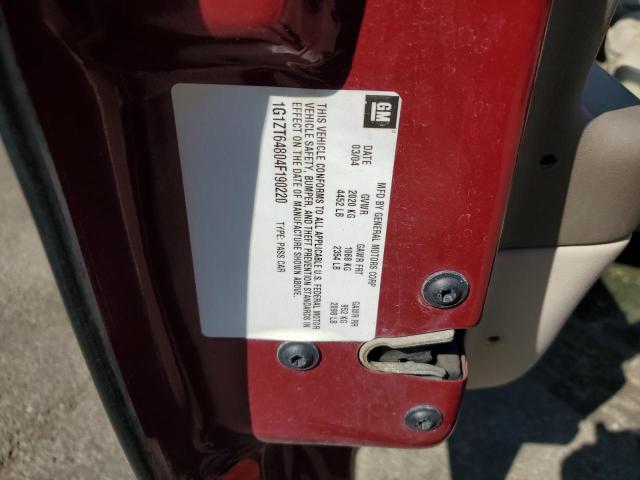 GM
MFD BY GENERAL MOTORS CORP
DATE GVWR GAWR FRT GAWR RR
03/04 2020 KG 1068 KG 952 KG
4452 LB 2354 LB 2098 LB
THIS VEHICLE CONFORMS TO ALL APPLICABLE U.S. FEDERAL MOTOR
VEHICLE SAFETY, BUMPER, AND THEFT PREVENTION STANDARDS IN
EFFECT ON THE DATE OF MANUFACTURE SHOWN ABOVE.
1G1ZT64804F190220 TYPE: PASS CAR